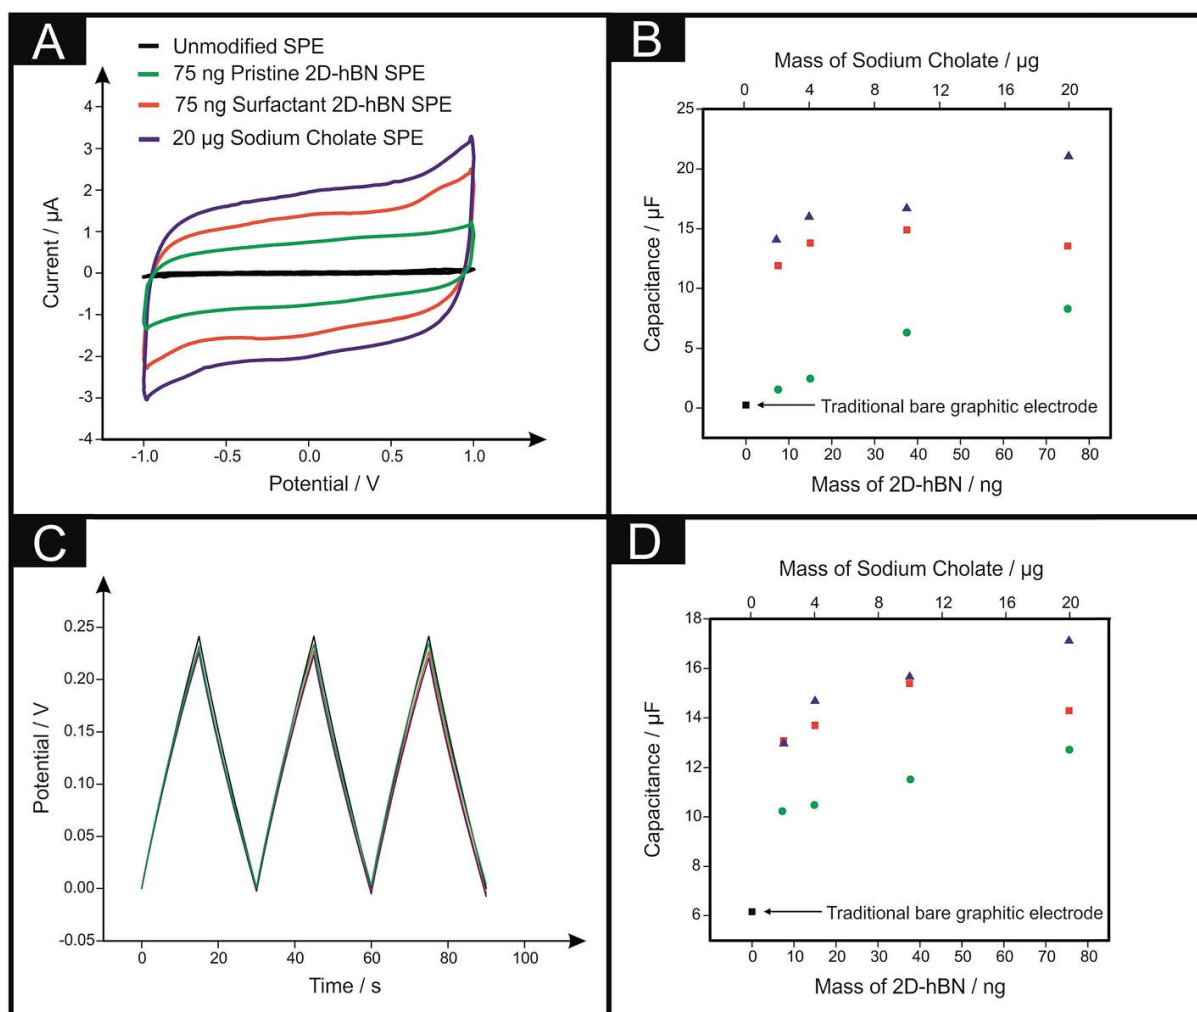 A
Unmodified SPE
75 ng Pristine 2D-hBN SPE
75 ng Surfactant 2D-hBN SPE
20 µg Sodium Cholate SPE
4
3
2
1
0
-1
-2
-3
-4
Current / µA
-1.0 -0.5 0.0 0.5 1.0
Potential / V
B
Mass of Sodium Cholate / µg
0 4 8 12 16 20
25
20
15
10
5
0
Capacitance / µF
Traditional bare graphitic electrode
0 10 20 30 40 50 60 70 80
Mass of 2D-hBN / ng
C
0.25
0.20
0.15
0.10
0.05
0.00
-0.05
Potential / V
0 20 40 60 80 100
Time / s
D
Mass of Sodium Cholate / µg
0 4 8 12 16 20
18
16
14
12
10
8
6
Capacitance / µF
Traditional bare graphitic electrode
0 10 20 30 40 50 60 70 80
Mass of 2D-hBN / ng